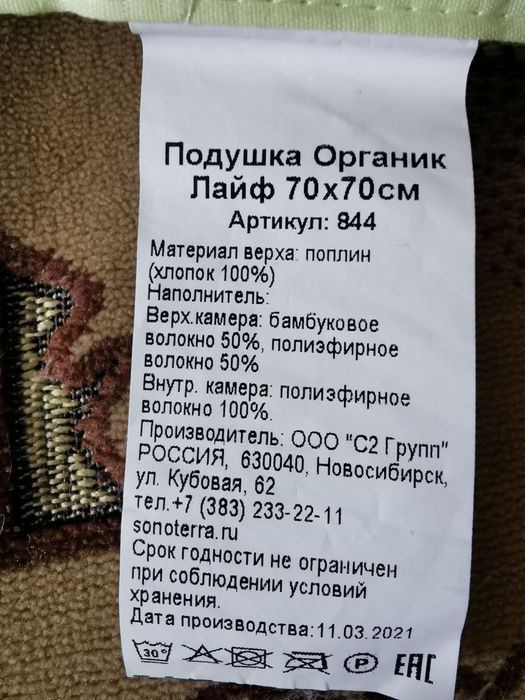 Подушка Органик
Лайф 70х70см
Артикул: 844
Материал верха: поплин
(хлопок 100%)
Наполнитель:
Верх.камера: бамбуковое
волокно 50%, полиэфирное
волокно 50%
Внутр. камера: полиэфирное
волокно 100%.
Производитель: ООО "С2 Групп"
РОССИЯ, 630040, Новосибирск,
ул. Кубовая, 62
тел.+7 (383) 233-22-11
sonoterra.ru
Срок годности не ограничен
при соблюдении условий
хранения.
Дата производства:11.03.2021
30° P EAC